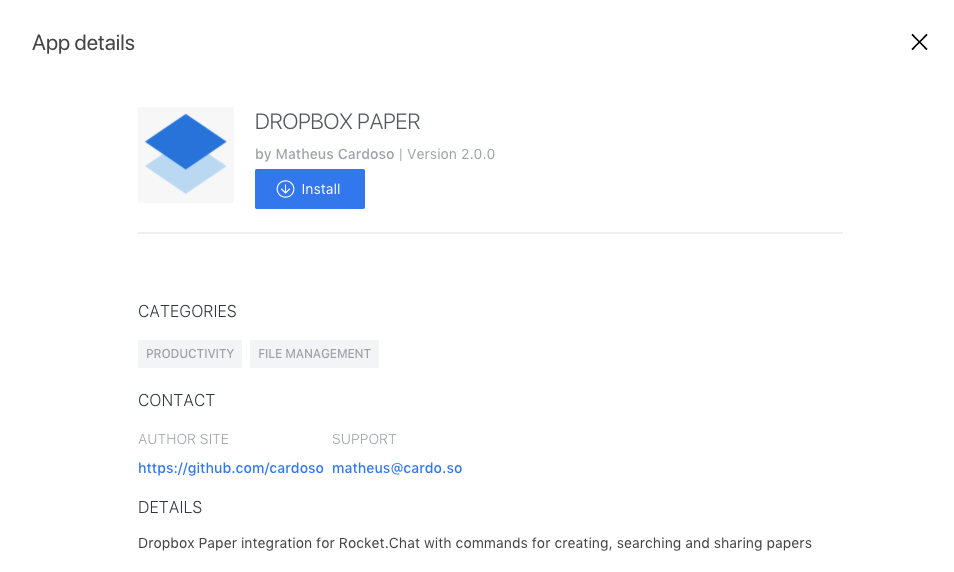 App details
DROPBOX PAPER
by Matheus Cardoso | Version 2.0.0
Install
CATEGORIES
PRODUCTIVITY FILE MANAGEMENT
CONTACT
AUTHOR SITE SUPPORT
https://github.com/cardoso matheus@cardo.so
DETAILS
Dropbox Paper integration for Rocket.Chat with commands for creating, searching and sharing papers